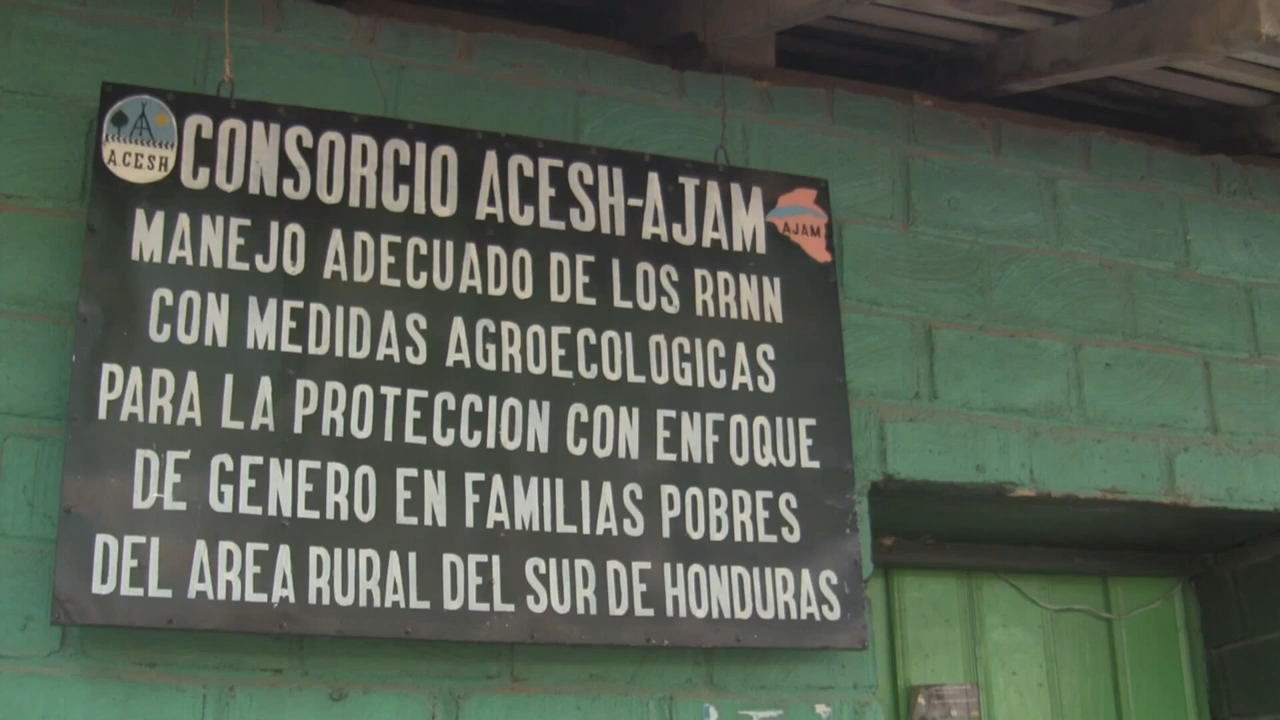 A.C.E.S.H
CONSORCIO ACESH-AJAM
AJAM
MANEJO ADECUADO DE LOS RRNN
CON MEDIDAS AGROECOLOGICAS
PARA LA PROTECCION CON ENFOQUE
DE GENERO EN FAMILIAS POBRES
DEL AREA RURAL DEL SUR DE HONDURAS